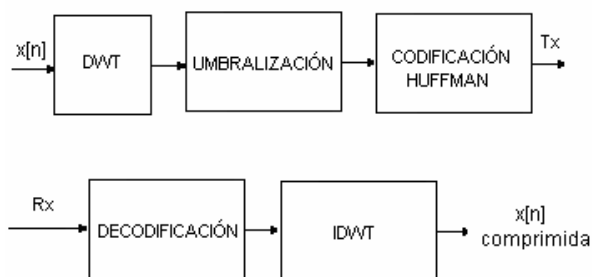 x[n]
DWT
UMBRALIZACIÓN
CODIFICACIÓN
HUFFMAN
Tx
Rx
DECODIFICACIÓN
IDWT
x[n]
comprimida